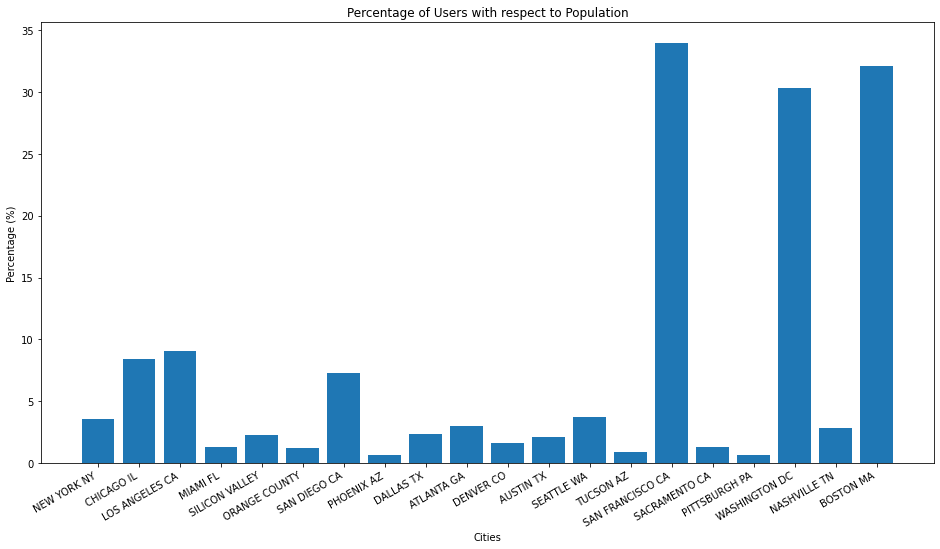 Percentage of Users with respect to Population
Percentage (%)
35
30
25
20
15
10
5
0
NEW YORK NY
CHICAGO IL
LOS ANGELES CA
MIAMI FL
SILICON VALLEY
ORANGE COUNTY
SAN DIEGO CA
PHOENIX AZ
DALLAS TX
ATLANTA GA
DENVER CO
AUSTIN TX
SEATTLE WA
TUCSON AZ
SAN FRANCISCO CA
SACRAMENTO CA
PITTSBURGH PA
WASHINGTON DC
NASHVILLE TN
BOSTON MA
Cities